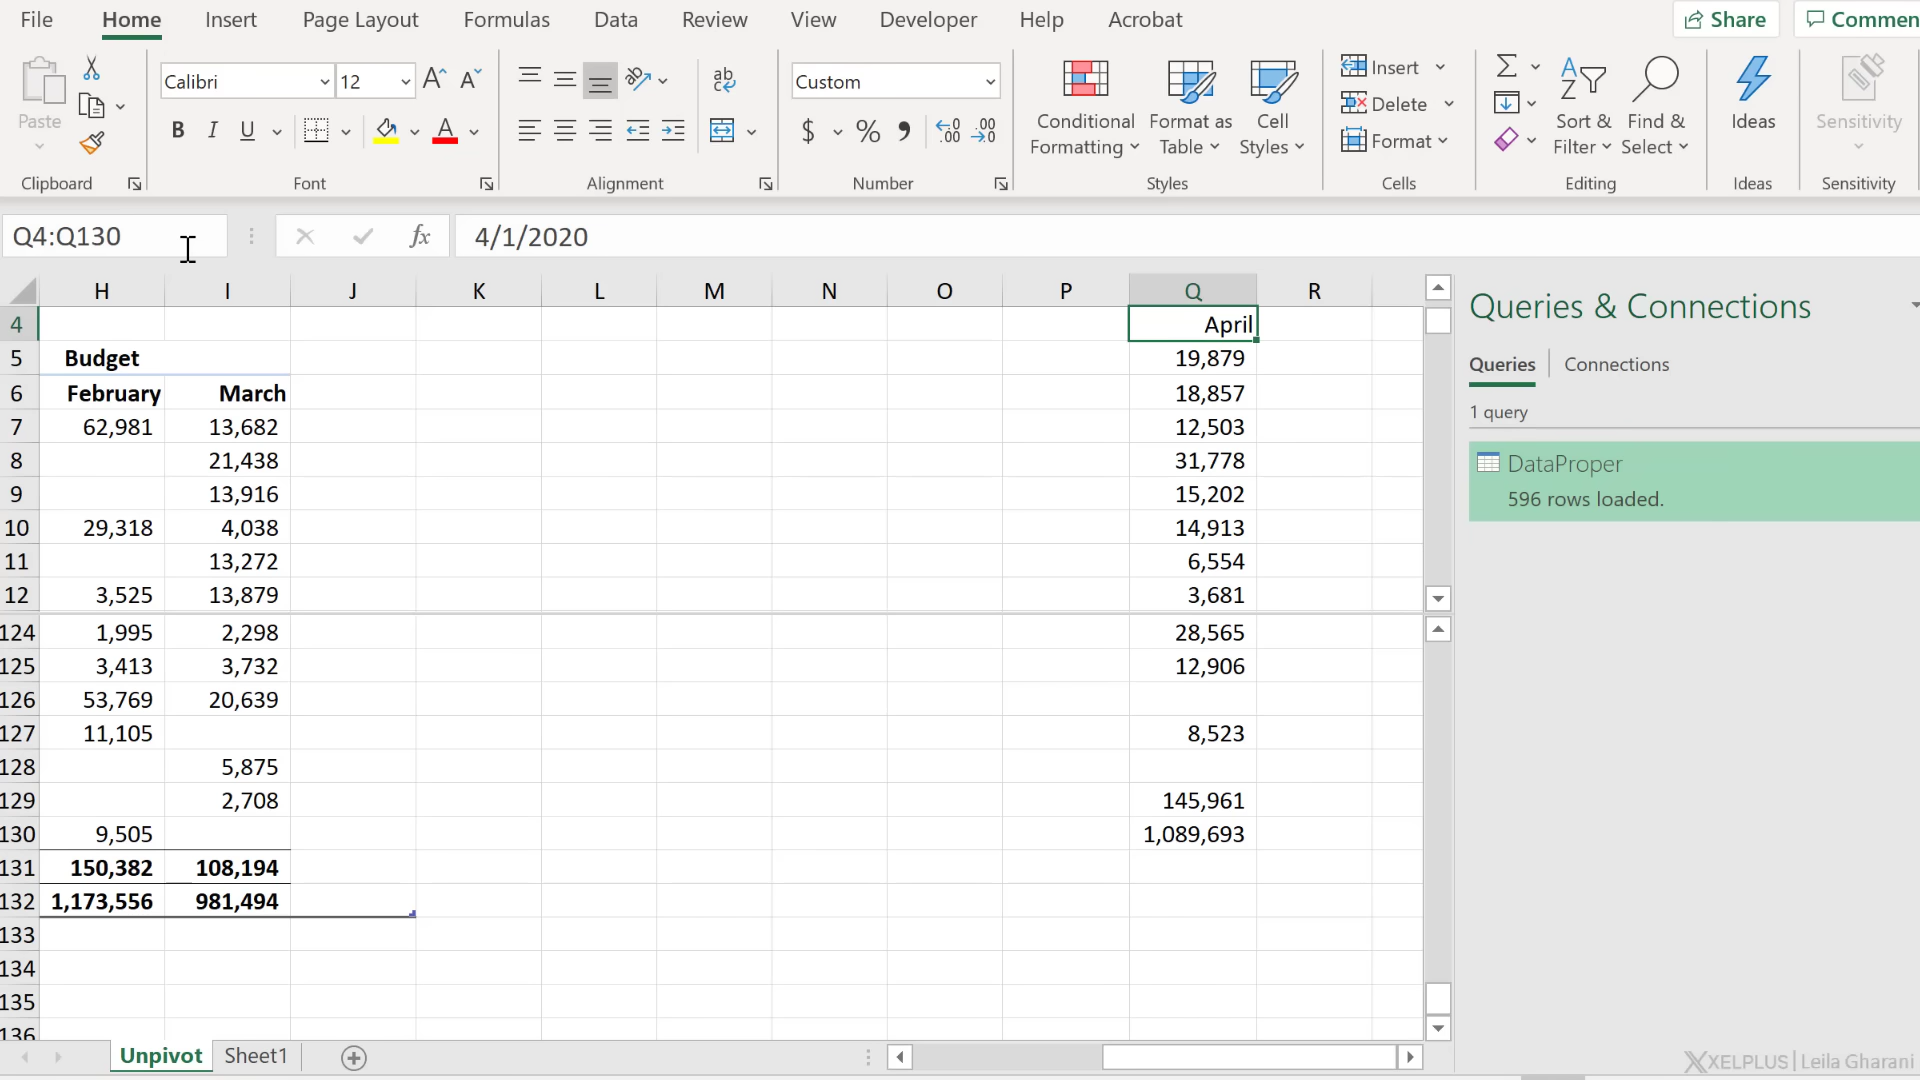 File Home Insert Page Layout Formulas Data Review View Developer Help Acrobat Share Commen
Calibri 12 A A ab Custom Insert
Paste Delete
B I U A $ % Conditional Formatting Format as Table Cell Styles Format Sort & Filter Find & Select Ideas Sensitivity
Clipboard Font Alignment Number Styles Cells Editing Ideas Sensitivity
Q4:Q130 fx 4/1/2020
H I J K L M N O P Q R
4 April
5 Budget 19,879
6 February March 18,857
7 62,981 13,682 12,503
8 21,438 31,778
9 13,916 15,202
10 29,318 4,038 14,913
11 13,272 6,554
12 3,525 13,879 3,681
124 1,995 2,298 28,565
125 3,413 3,732 12,906
126 53,769 20,639
127 11,105 8,523
128 5,875
129 2,708 145,961
130 9,505 1,089,693
131 150,382 108,194
132 1,173,556 981,494
133
134
135
136
Queries & Connections
Queries Connections
1 query
DataProper
596 rows loaded.
Unpivot Sheet1
XELPLUS | Leila Gharani